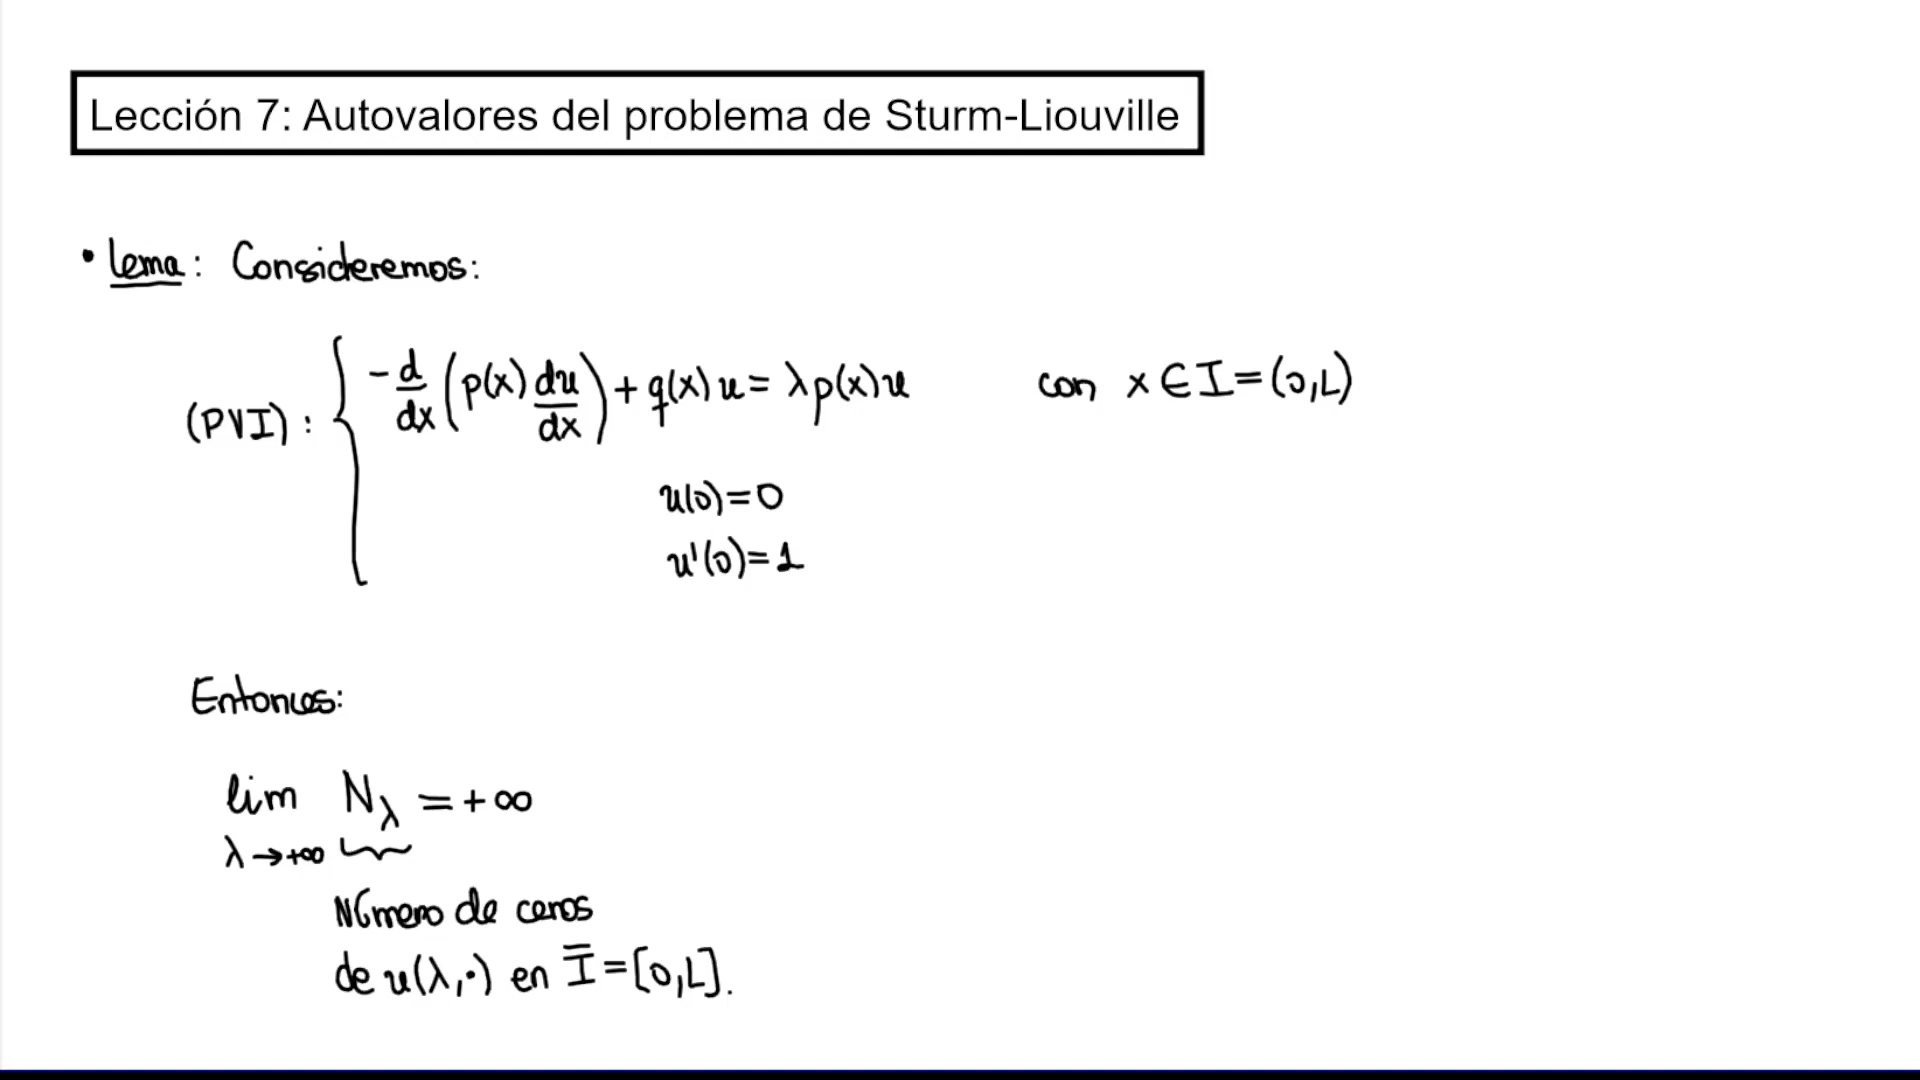 Lección 7: Autovalores del problema de Sturm-Liouville
• Lema: Consideremos:
(PVI): { -d/dx (p(x) du/dx) + q(x)u = λp(x)u con x ∈ I = (0,L)
u(0)=0
u'(0)=1
Entonces:
lim N_λ = +∞
λ→+∞
Número de ceros
de u(λ,·) en Ī=[0,L].